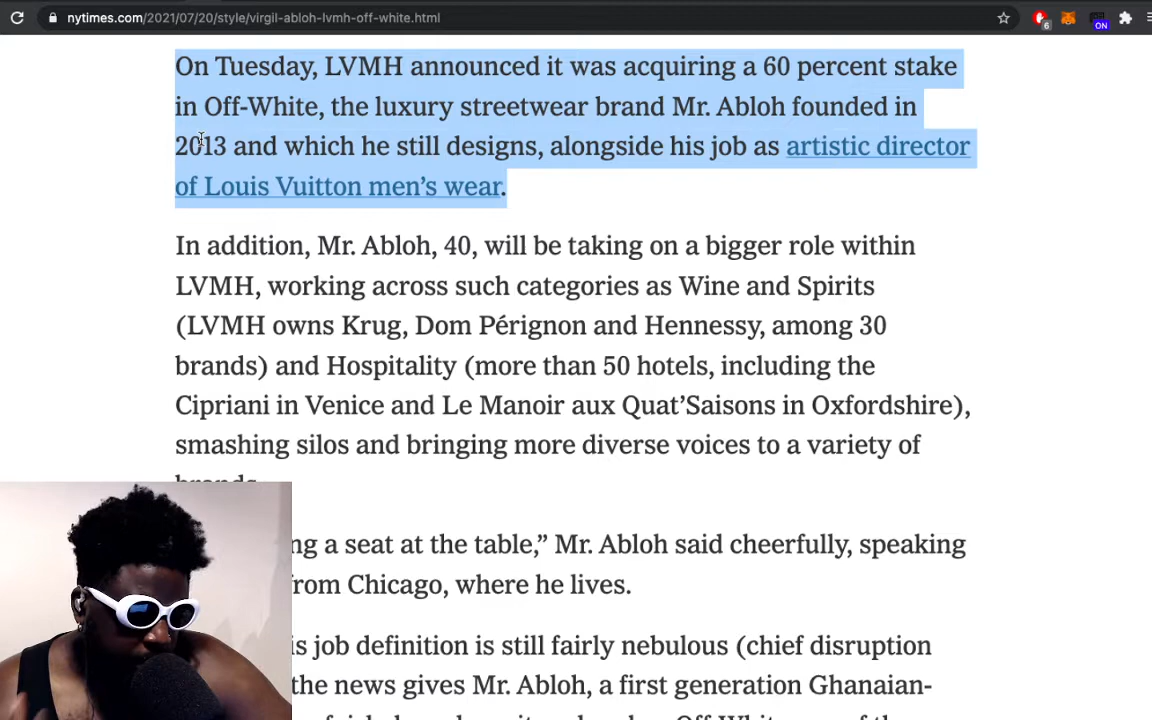 nytimes.com/2021/07/20/style/virgil-abloh-lvmh-off-white.html
6
ON
On Tuesday, LVMH announced it was acquiring a 60 percent stake
in Off-White, the luxury streetwear brand Mr. Abloh founded in
2013 and which he still designs, alongside his job as artistic director
of Louis Vuitton men’s wear.
In addition, Mr. Abloh, 40, will be taking on a bigger role within
LVMH, working across such categories as Wine and Spirits
(LVMH owns Krug, Dom Pérignon and Hennessy, among 30
brands) and Hospitality (more than 50 hotels, including the
Cipriani in Venice and Le Manoir aux Quat’Saisons in Oxfordshire),
smashing silos and bringing more diverse voices to a variety of
brands.
ng a seat at the table,” Mr. Abloh said cheerfully, speaking
from Chicago, where he lives.
is job definition is still fairly nebulous (chief disruption
the news gives Mr. Abloh, a first generation Ghanaian-